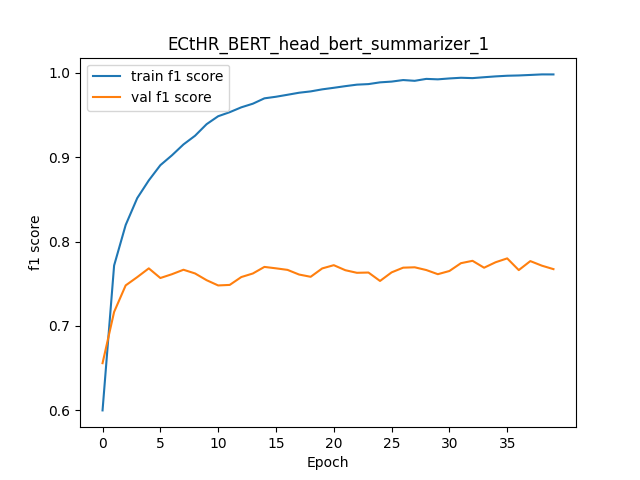 ECtHR_BERT_head_bert_summarizer_1
train f1 score
val f1 score
f1 score
1.0
0.9
0.8
0.7
0.6
0 5 10 15 20 25 30 35
Epoch